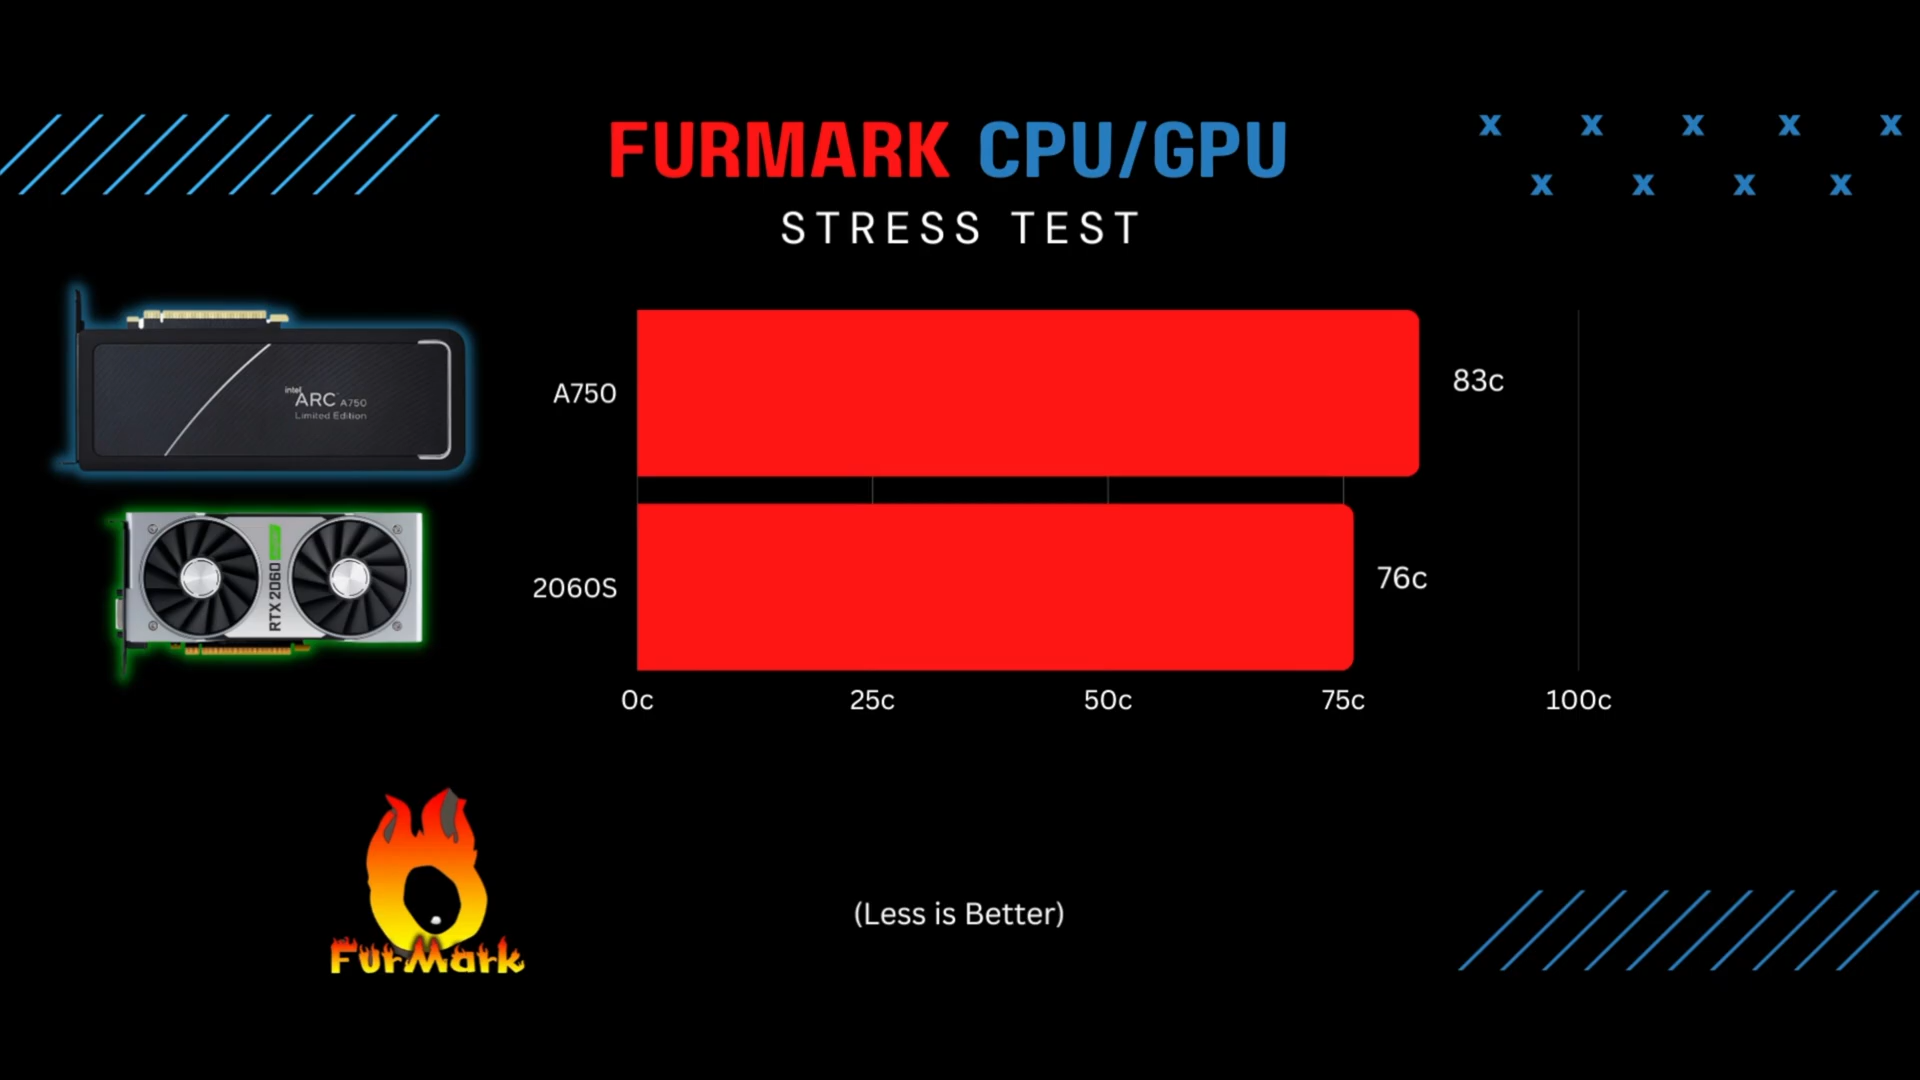 FURMARK CPU/GPU
STRESS TEST
x x x x x
x x x x
intel
ARC A750
Limited Edition
RTX 2060
A750
83c
2060S
76c
0c 25c 50c 75c 100c
FurMark
(Less is Better)